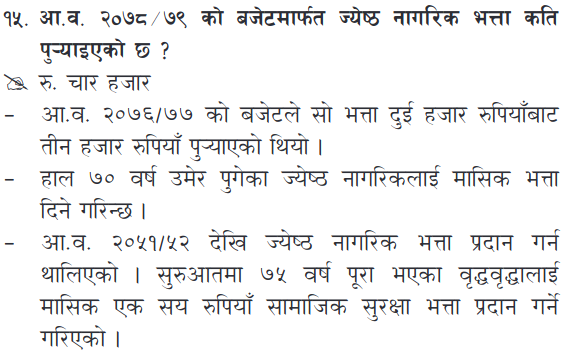 १५. आ.व. २०७८/७९ को बजेटमार्फत ज्येष्ठ नागरिक भत्ता कति
पुऱ्याइएको छ ?
रु. चार हजार
- आ.व. २०७६/७७ को बजेटले सो भत्ता दुई हजार रुपियाँबाट
तीन हजार रुपियाँ पुऱ्याएको थियो ।
- हाल ७० वर्ष उमेर पुगेका ज्येष्ठ नागरिकलाई मासिक भत्ता
दिने गरिन्छ ।
- आ.व. २०५१/५२ देखि ज्येष्ठ नागरिक भत्ता प्रदान गर्न
थालिएको । सुरुआतमा ७५ वर्ष पूरा भएका वृद्धवृद्धालाई
मासिक एक सय रुपियाँ सामाजिक सुरक्षा भत्ता प्रदान गर्ने
गरिएको ।